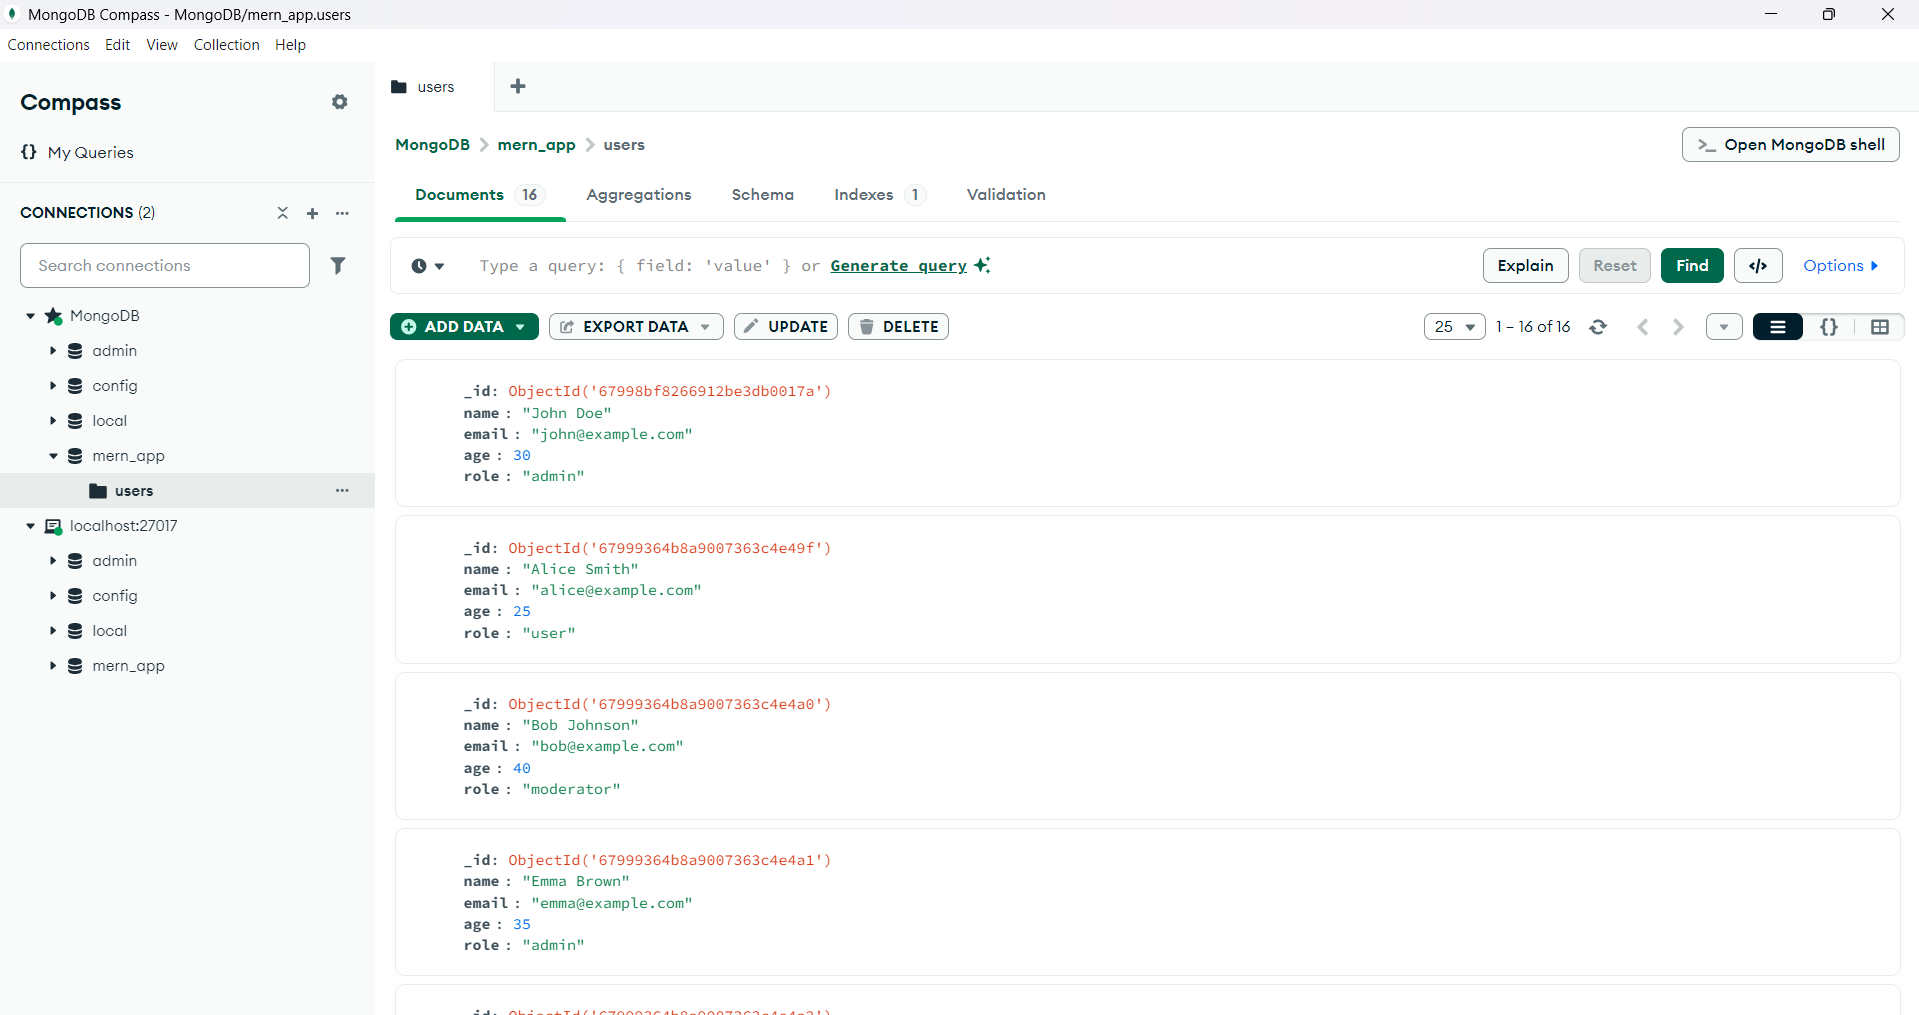 MongoDB Compass - MongoDB/mern_app.users
Connections Edit View Collection Help
Compass
{} My Queries
CONNECTIONS (2)
Search connections
MongoDB
admin
config
local
mern_app
users
localhost:27017
admin
config
local
mern_app
users
MongoDB > mern_app > users
>_ Open MongoDB shell
Documents 16 Aggregations Schema Indexes 1 Validation
Type a query: { field: 'value' } or Generate query
Explain Reset Find </> Options
ADD DATA EXPORT DATA UPDATE DELETE
25 1 – 16 of 16 {}
_id: ObjectId('67998bf8266912be3db0017a')
name : "John Doe"
email : "john@example.com"
age : 30
role : "admin"
_id: ObjectId('67999364b8a9007363c4e49f')
name : "Alice Smith"
email : "alice@example.com"
age : 25
role : "user"
_id: ObjectId('67999364b8a9007363c4e4a0')
name : "Bob Johnson"
email : "bob@example.com"
age : 40
role : "moderator"
_id: ObjectId('67999364b8a9007363c4e4a1')
name : "Emma Brown"
email : "emma@example.com"
age : 35
role : "admin"